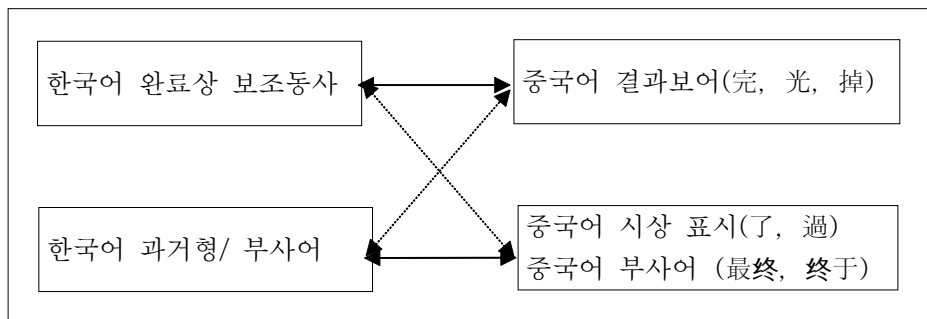 한국어 완료상 보조동사
중국어 결과보어(完, 光, 掉)
한국어 과거형/ 부사어
중국어 시상 표시(了, 過)
중국어 부사어 (最终, 终于)